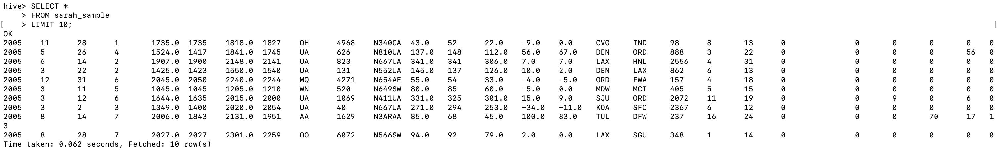 hive> SELECT *
    > FROM sarah_sample
[    > LIMIT 10; ]
OK
2005 11 28 1 1735.0 1735 1818.0 1827 OH 4968 N340CA 43.0 52 22.0 -9.0 0.0 CVG IND 98 8 13 0 0 0 0 0 0
2005 5 26 4 1524.0 1417 1841.0 1745 UA 626 N810UA 137.0 148 112.0 56.0 67.0 DEN ORD 888 3 22 0 0 0 0 56 0
2005 6 14 2 1907.0 1900 2148.0 2141 UA 823 N667UA 341.0 341 306.0 7.0 7.0 LAX HNL 2556 4 31 0 0 0 0 0 0
2005 3 22 2 1425.0 1423 1550.0 1540 UA 131 N552UA 145.0 137 126.0 10.0 2.0 DEN LAX 862 6 13 0 0 0 0 0 0
2005 12 31 6 2045.0 2050 2240.0 2244 MQ 4271 N654AE 55.0 54 33.0 -4.0 -5.0 ORD FWA 157 4 18 0 0 0 0 0 0
2005 3 11 5 1045.0 1045 1205.0 1210 WN 520 N649SW 80.0 85 60.0 -5.0 0.0 MDW MCI 405 5 15 0 0 0 0 0 0
2005 3 12 6 1644.0 1635 2015.0 2000 UA 1069 N411UA 331.0 325 301.0 15.0 9.0 SJU ORD 2072 11 19 0 0 9 0 6 0
2005 3 2 3 1349.0 1400 2020.0 2054 UA 40 N667UA 271.0 294 253.0 -34.0 -11.0 KOA SFO 2367 6 12 0 0 0 0 0 0
2005 8 14 7 2006.0 1843 2131.0 1951 AA 1629 N3ARAA 85.0 68 45.0 100.0 83.0 TUL DFW 237 16 24 0 0 0 70 17 1
3
2005 8 28 7 2027.0 2027 2301.0 2259 OO 6072 N566SW 94.0 92 79.0 2.0 0.0 LAX SGU 348 1 14 0 0 0 0 0 0
Time taken: 0.062 seconds, Fetched: 10 row(s)